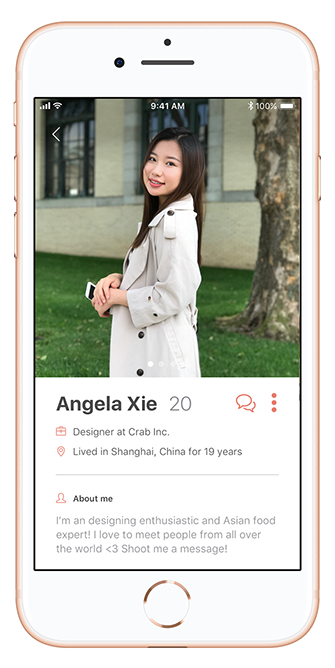 9:41 AM 100%
Angela Xie 20
Designer at Crab Inc.
Lived in Shanghai, China for 19 years
About me
I'm an designing enthusiastic and Asian food
expert! I love to meet people from all over
the world <3 Shoot me a message!